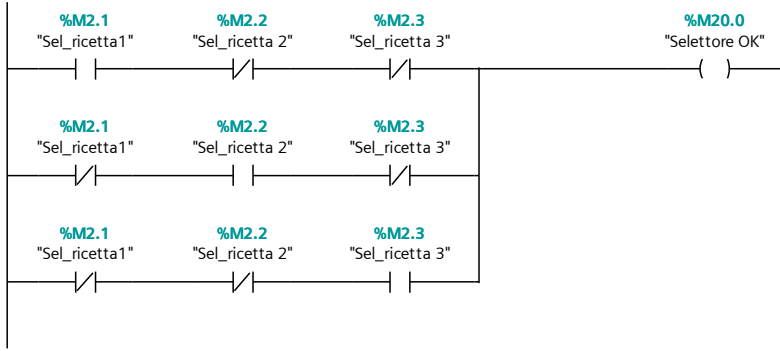 %M2.1 %M2.2 %M2.3 %M20.0
"Sel_ricetta1" "Sel_ricetta 2" "Sel_ricetta 3" "Selettore OK"
%M2.1 %M2.2 %M2.3
"Sel_ricetta1" "Sel_ricetta 2" "Sel_ricetta 3"
%M2.1 %M2.2 %M2.3
"Sel_ricetta1" "Sel_ricetta 2" "Sel_ricetta 3"